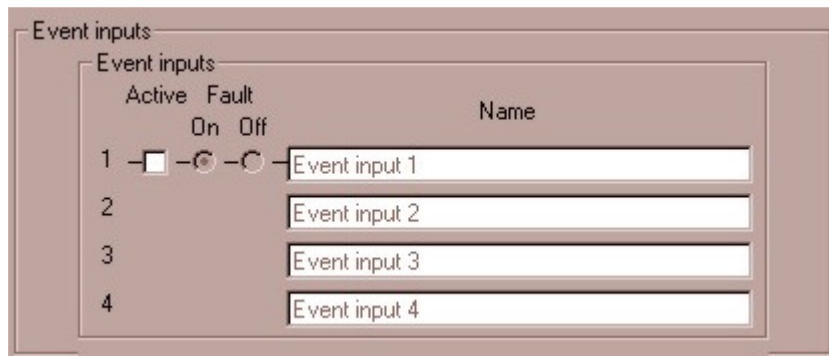 Event inputs
Event inputs
Active Fault
On Off
Name
1 Event input 1
2 Event input 2
3 Event input 3
4 Event input 4